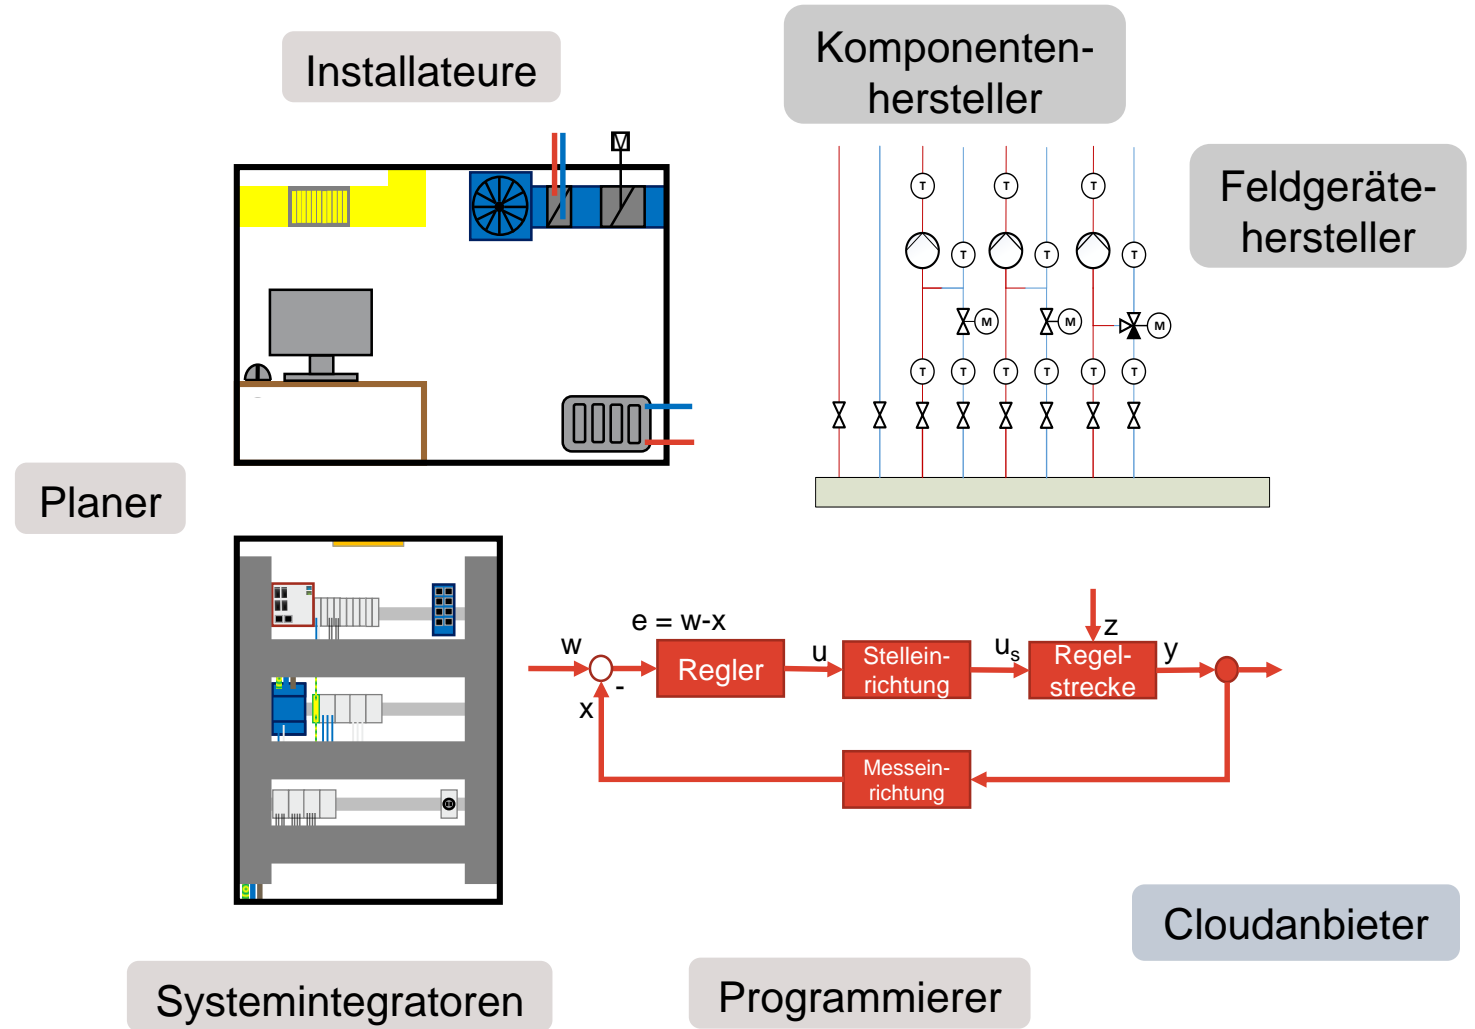 Installateure
Komponenten-
hersteller
Feldgeräte-
hersteller
M
T
T
T
T
T
T
M
M
M
T
T
T
T
T
T
Planer
e = w-x
w
-
x
Regler
u
Stellein-
richtung
us
z
Regel-
strecke
y
Messein-
richtung
Cloudanbieter
Systemintegratoren
Programmierer